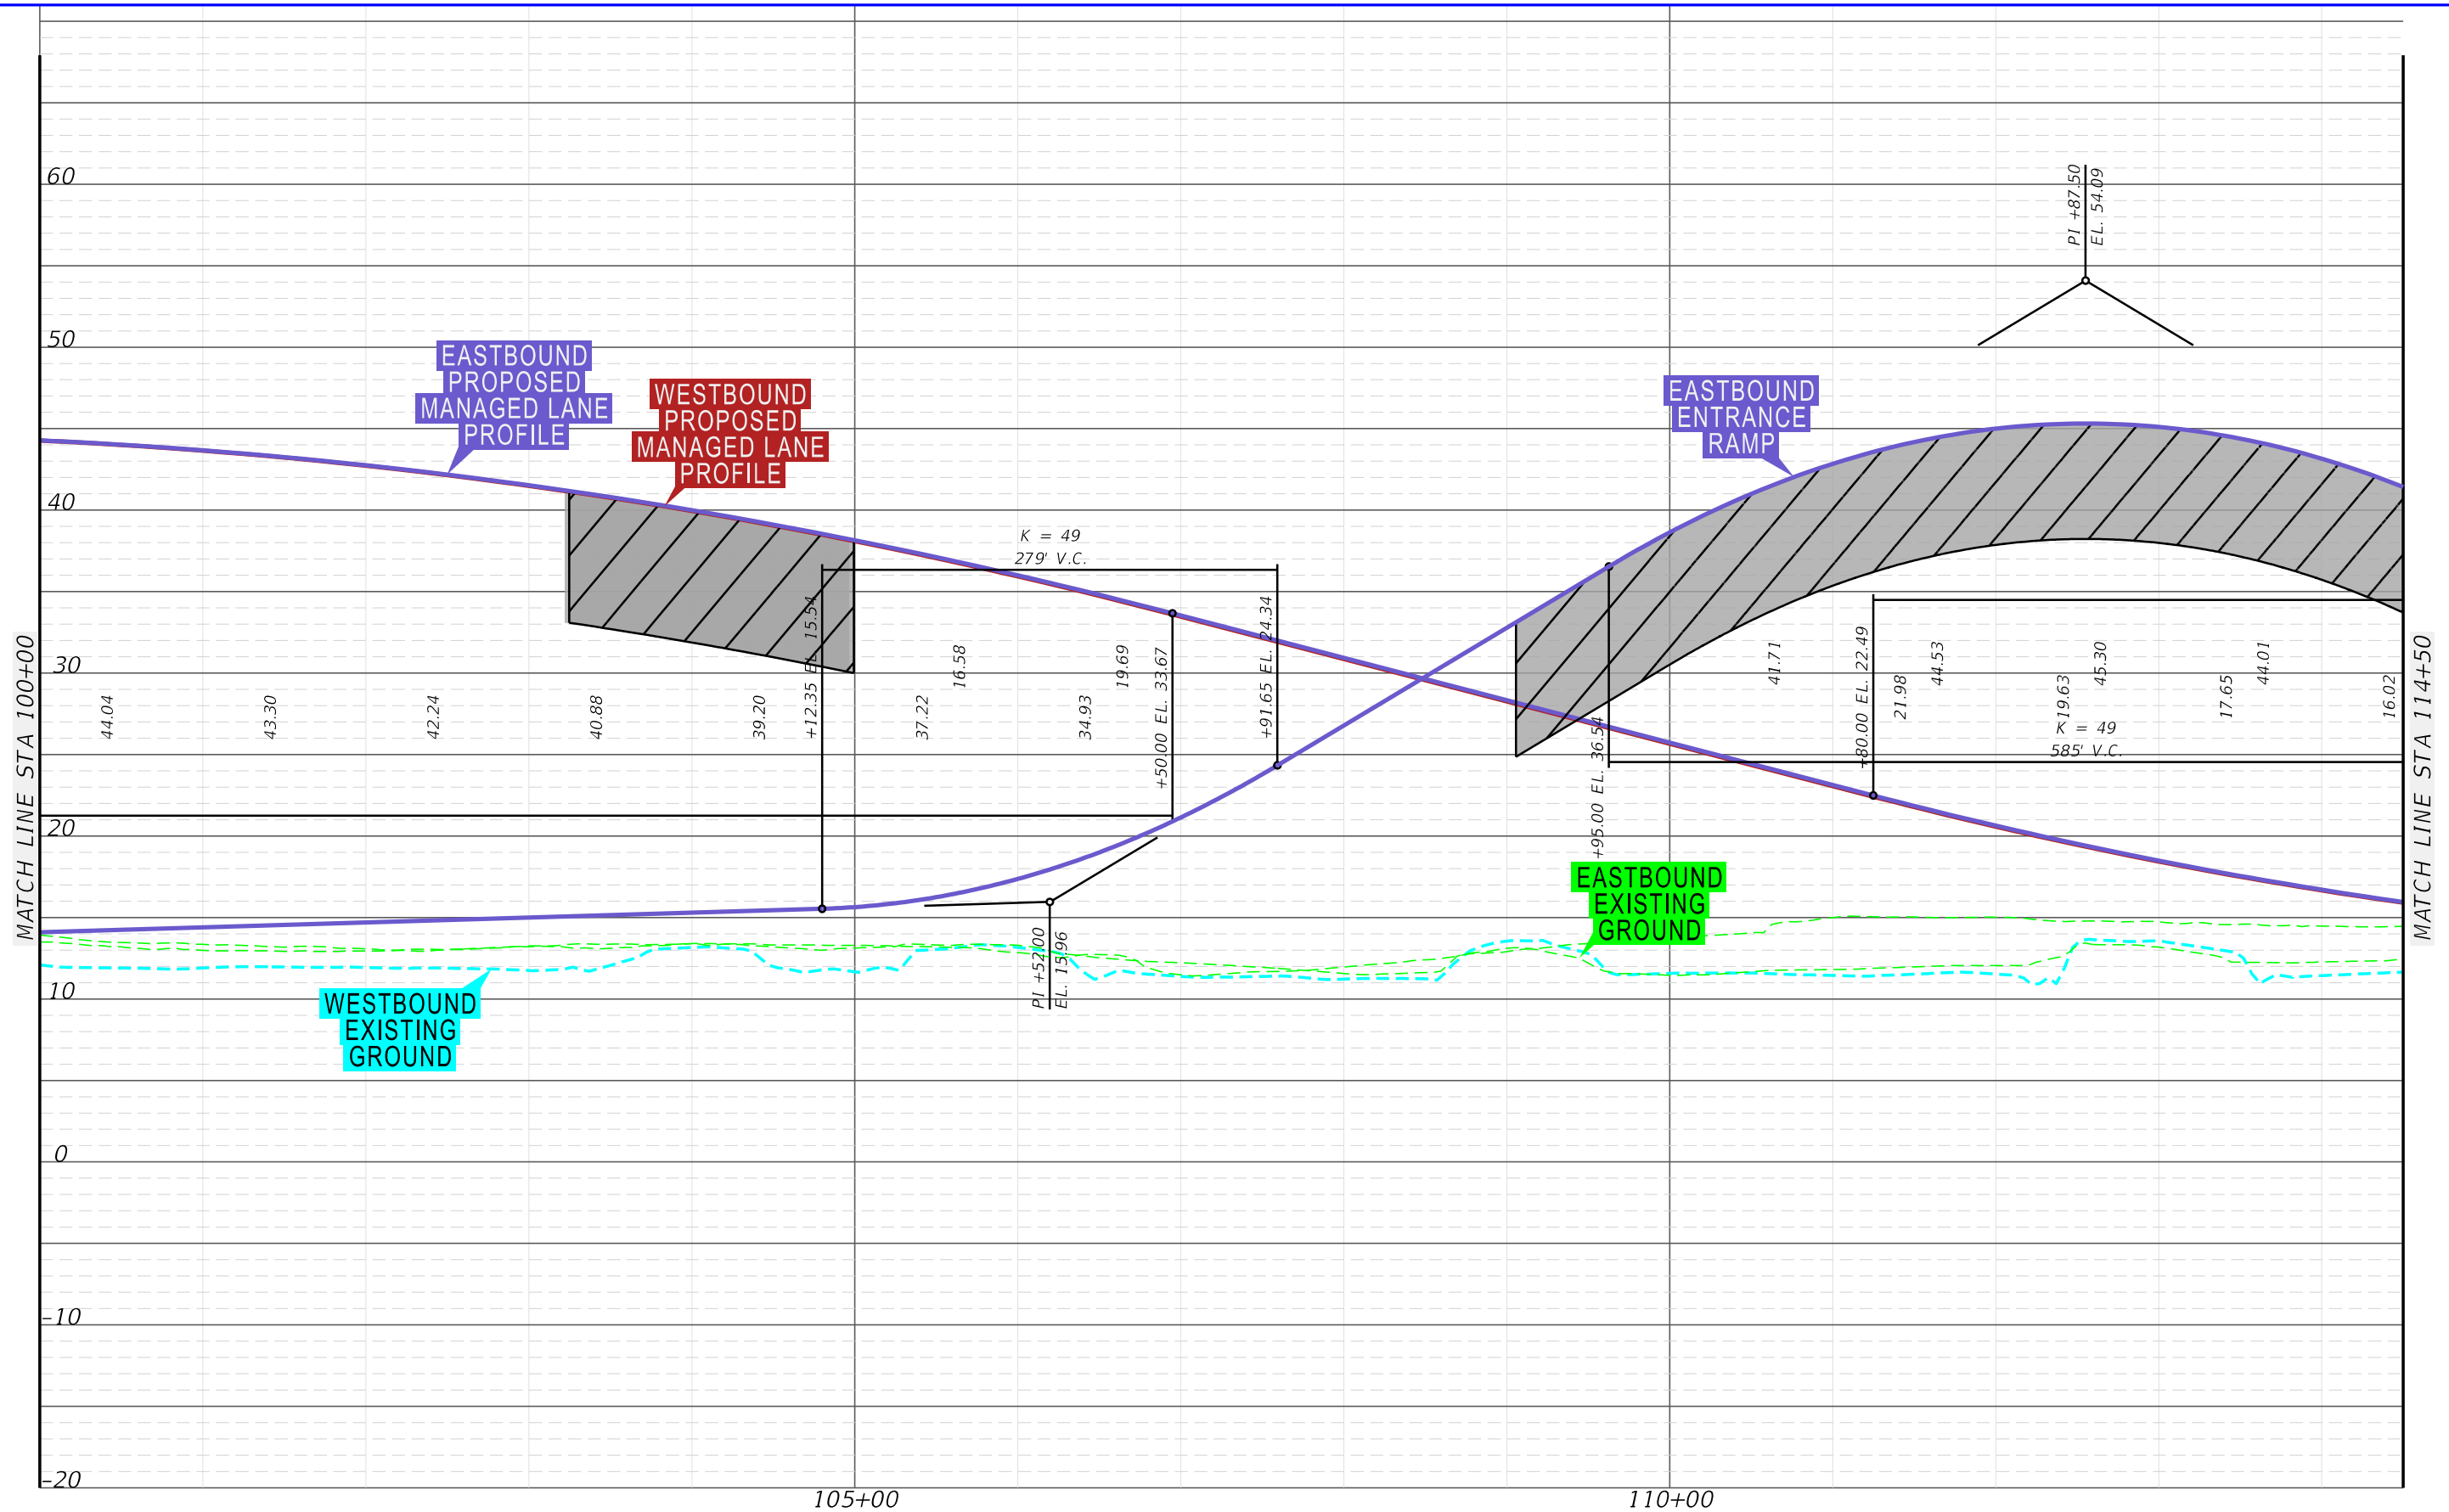 60
50
40
30
20
10
0
-10
-20
MATCH LINE STA 100+00
EASTBOUND
PROPOSED
MANAGED LANE
PROFILE
WESTBOUND
PROPOSED
MANAGED LANE
PROFILE
K = 49
279' V.C.
EASTBOUND
ENTRANCE
RAMP
PI +87.50
EL. 54.09
44.04
43.30
42.24
40.88
39.20
+12.35 EL. 15.54
37.22
16.58
34.93
19.69
+50.00 EL. 33.67
+91.65 EL. 24.34
+95.00 EL. 36.54
41.71
+80.00 EL. 22.49
21.98
44.53
19.63
45.30
17.65
44.01
16.02
K = 49
585' V.C.
PI +52.00
EL. 15.96
EASTBOUND
EXISTING
GROUND
WESTBOUND
EXISTING
GROUND
MATCH LINE STA 114+50
105+00
110+00